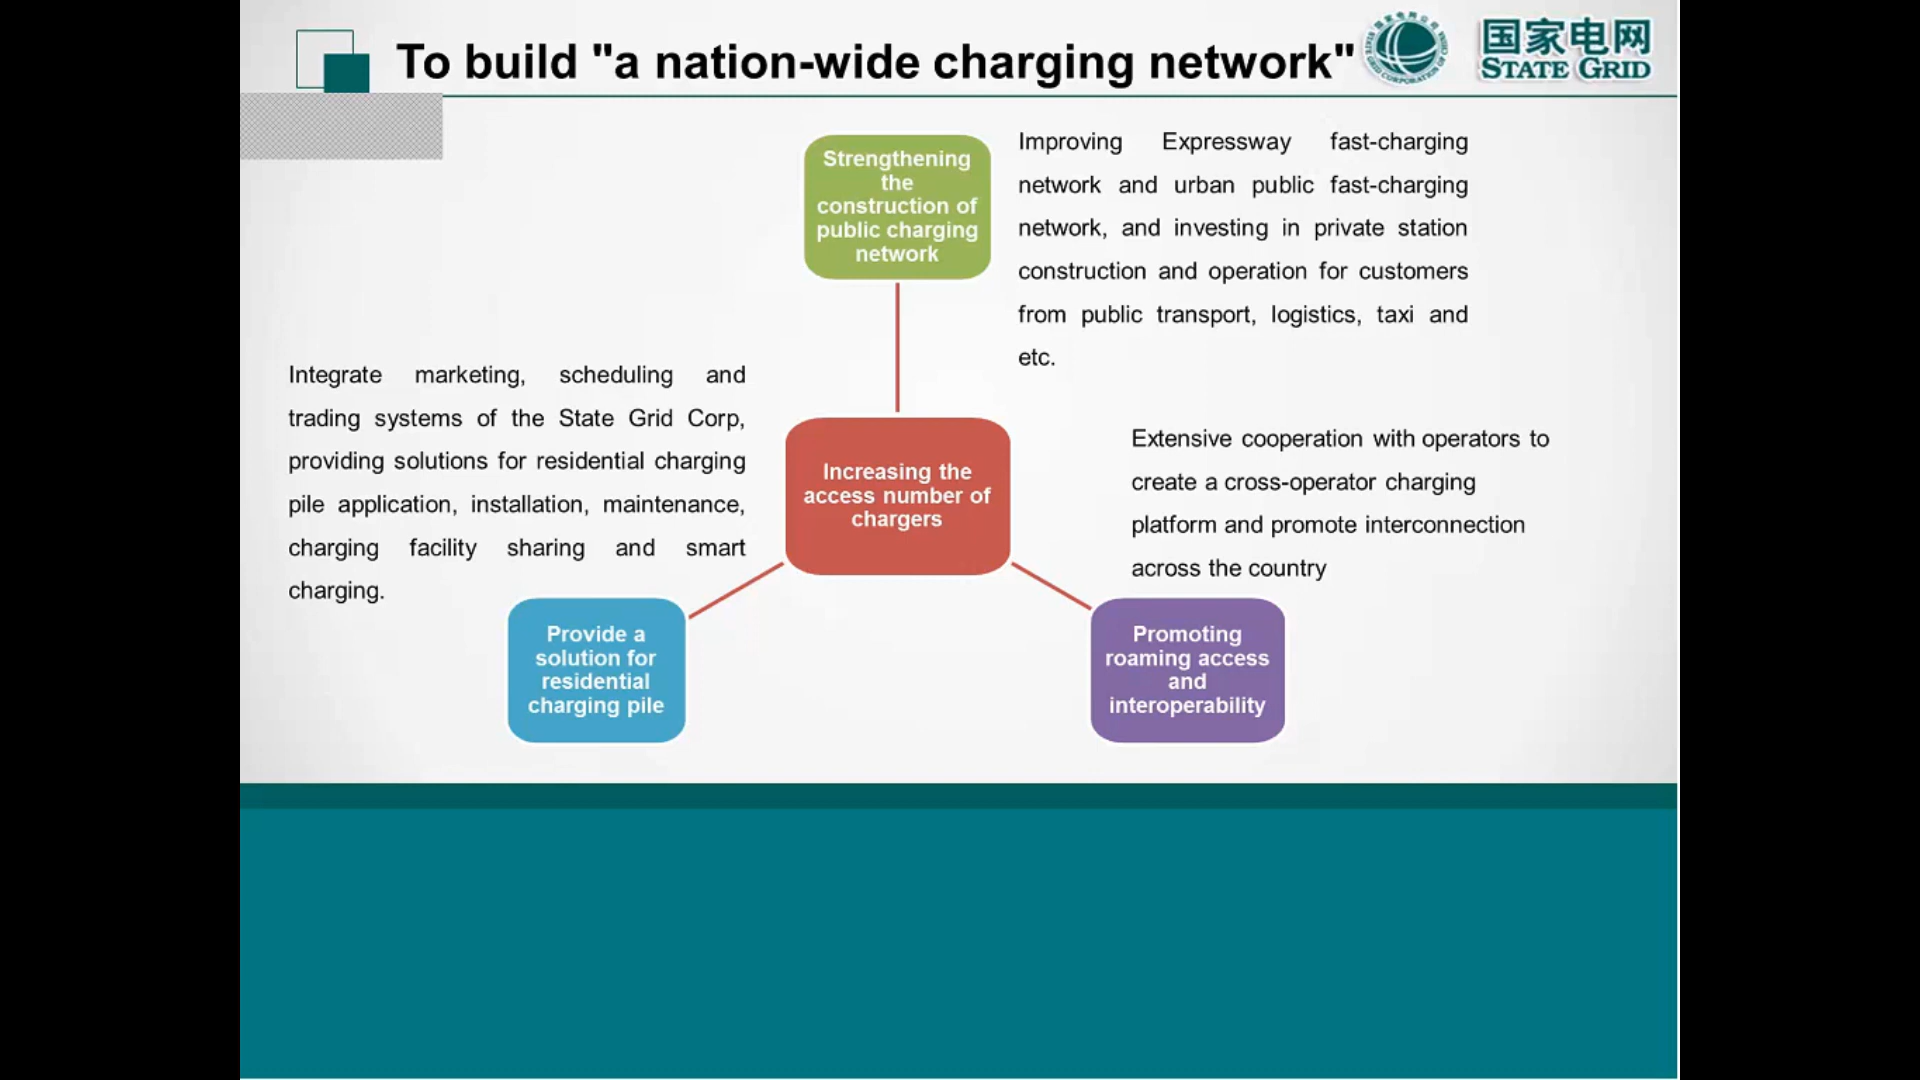 To build "a nation-wide charging network"
国家电网
STATE GRID
Strengthening
the
construction of
public charging
network
Improving Expressway fast-charging
network and urban public fast-charging
network, and investing in private station
construction and operation for customers
from public transport, logistics, taxi and
etc.
Integrate marketing, scheduling and
trading systems of the State Grid Corp,
providing solutions for residential charging
pile application, installation, maintenance,
charging facility sharing and smart
charging.
Increasing the
access number of
chargers
Extensive cooperation with operators to
create a cross-operator charging
platform and promote interconnection
across the country
Provide a
solution for
residential
charging pile
Promoting
roaming access
and
interoperability